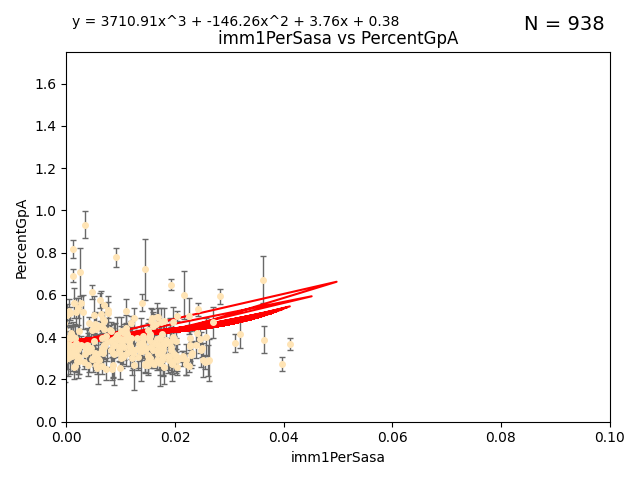 y = 3710.91x^3 + -146.26x^2 + 3.76x + 0.38
N = 938
imm1PerSasa vs PercentGpA
PercentGpA
1.6
1.4
1.2
1.0
0.8
0.6
0.4
0.2
0.0
0.00 0.02 0.04 0.06 0.08 0.10
imm1PerSasa